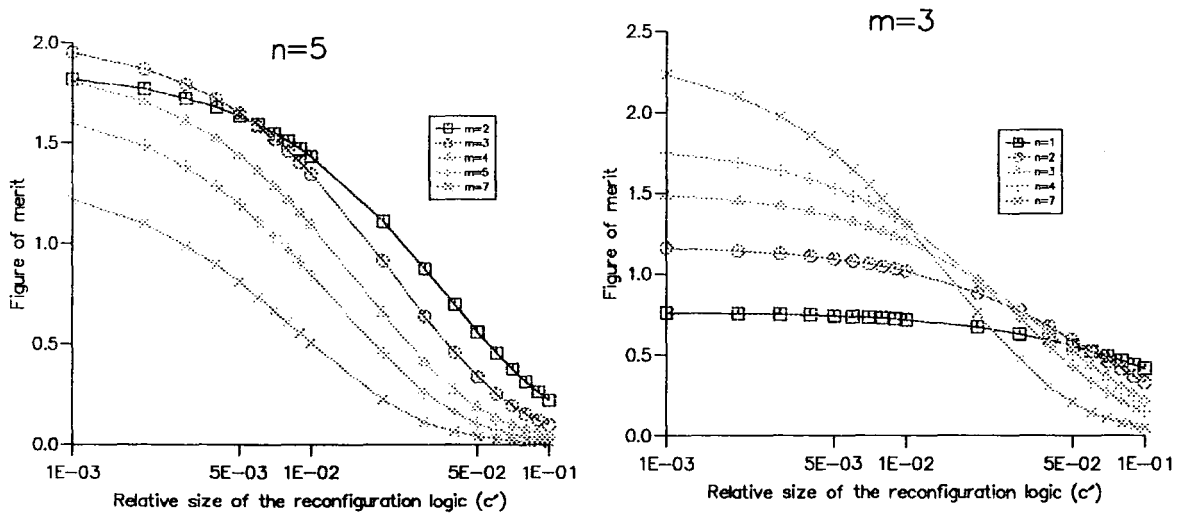 n=5
2.0
1.5
1.0
0.5
0.0
Figure of merit
m=2
m=3
m=4
m=5
m=7
1E-03
5E-03
1E-02
5E-02
1E-01
Relative size of the reconfiguration logic (c′)
m=3
2.5
2.0
1.5
1.0
0.5
0.0
Figure of merit
n=1
n=2
n=3
n=4
n=7
1E-03
5E-03
1E-02
5E-02
1E-01
Relative size of the reconfiguration logic (c′)